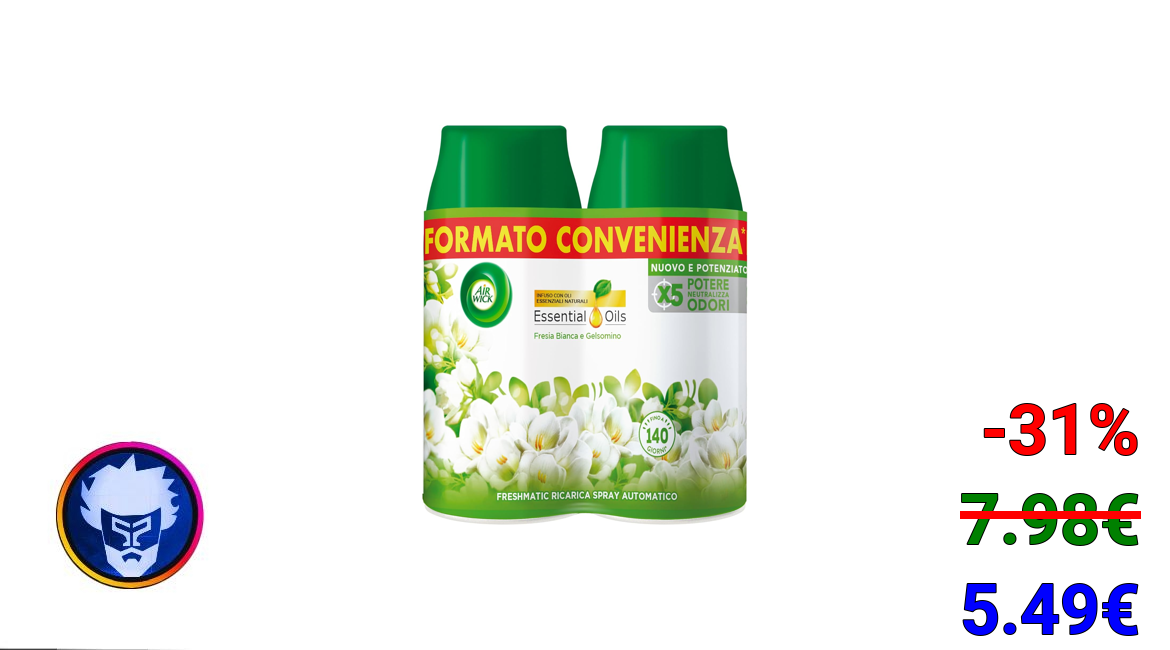 FORMATO CONVENIENZA*
NUOVO E POTENZIATO
AIR
WICK
INFUSO CON OLI
ESSENZIALI NATURALI
Essential Oils
Fresia Bianca e Gelsomino
X5
POTERE
NEUTRALIZZA
ODORI
FINO A
140
GIORNI
FRESHMATIC RICARICA SPRAY AUTOMATICO
-31%
7.98€
5.49€